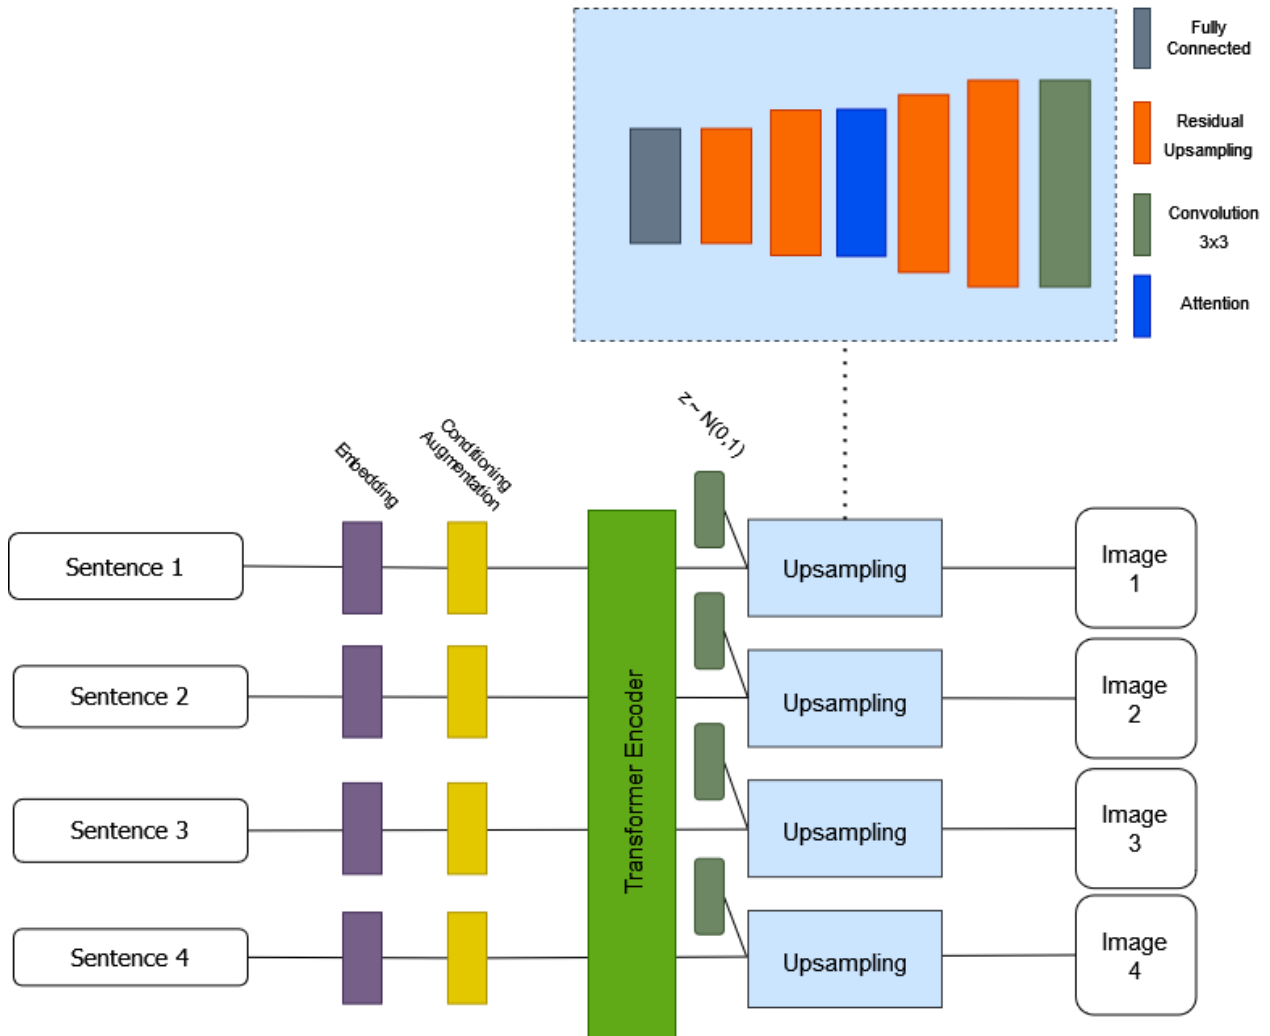 Fully
Connected
Residual
Upsampling
Convolution
3x3
Attention
z ~ N(0,1)
Embedding
Conditioning
Augmentation
Sentence 1
Upsampling
Image
1
Sentence 2
Upsampling
Image
2
Transformer Encoder
Sentence 3
Upsampling
Image
3
Sentence 4
Upsampling
Image
4